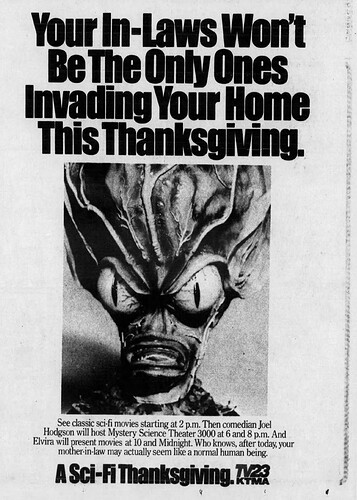 Your In-Laws Won't
Be The Only Ones
Invading Your Home
This Thanksgiving.
See classic sci-fi movies starting at 2 p.m. Then comedian Joel
Hodgson will host Mystery Science Theater 3000 at 6 and 8 p.m. And
Elvira will present movies at 10 and Midnight. Who knows, after today, your
mother-in-law may actually seem like a normal human being.
A Sci-Fi Thanksgiving. TV23
KTMA